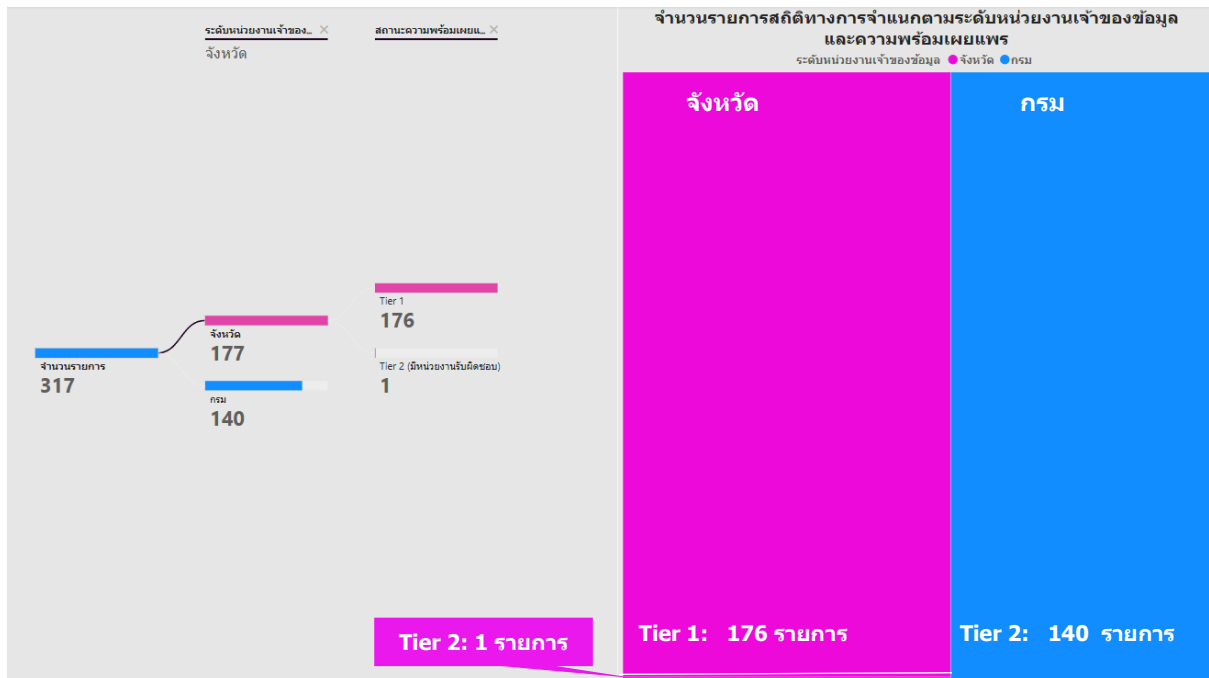 ระดับหน่วยงานเจ้าของ...
สถานะความพร้อมเผยแ...
จังหวัด
จำนวนรายการ
317
จังหวัด
177
กรม
140
Tier 1
176
Tier 2 (มีหน่วยงานรับผิดชอบ)
1
Tier 2: 1 รายการ
จำนวนรายการสถิติทางการจำแนกตามระดับหน่วยงานเจ้าของข้อมูล
และความพร้อมเผยแพร
ระดับหน่วยงานเจ้าของข้อมูล จังหวัด กรม
จังหวัด
กรม
Tier 1: 176 รายการ
Tier 2: 140 รายการ